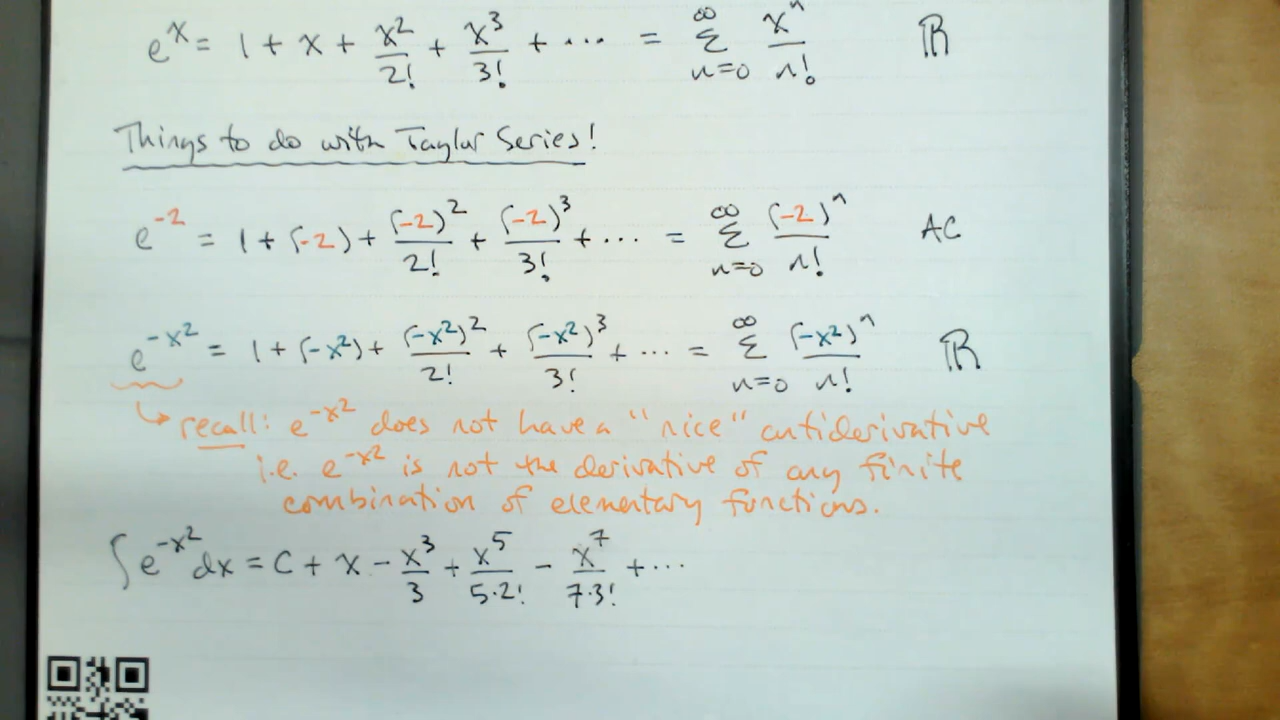 e^x = 1 + x + x^2/2! + x^3/3! + ··· = ∑_{n=0}^{∞} x^n/n! ℝ
Things to do with Taylor Series!
e^{-2} = 1 + (-2) + (-2)^2/2! + (-2)^3/3! + ··· = ∑_{n=0}^{∞} (-2)^n/n! AC
e^{-x^2} = 1 + (-x^2) + (-x^2)^2/2! + (-x^2)^3/3! + ··· = ∑_{n=0}^{∞} (-x^2)^n/n! ℝ
↳ recall: e^{-x^2} does not have a "nice" antiderivative
i.e. e^{-x^2} is not the derivative of any finite
combination of elementary functions.
∫ e^{-x^2} dx = C + x - x^3/3 + x^5/(5·2!) - x^7/(7·3!) + ···